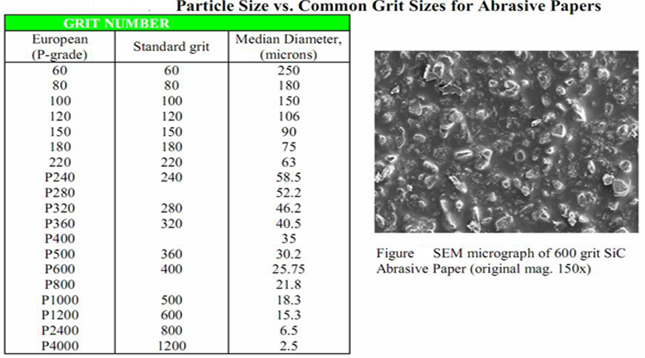 Particle Size vs. Common Grit Sizes for Abrasive Papers
GRIT NUMBER
European (P-grade) Standard grit Median Diameter, (microns)
60 60 250
80 80 180
100 100 150
120 120 106
150 150 90
180 180 75
220 220 63
P240 240 58.5
P280 52.2
P320 280 46.2
P360 320 40.5
P400 35
P500 360 30.2
P600 400 25.75
P800 21.8
P1000 500 18.3
P1200 600 15.3
P2400 800 6.5
P4000 1200 2.5
Figure SEM micrograph of 600 grit SiC
Abrasive Paper (original mag. 150x)